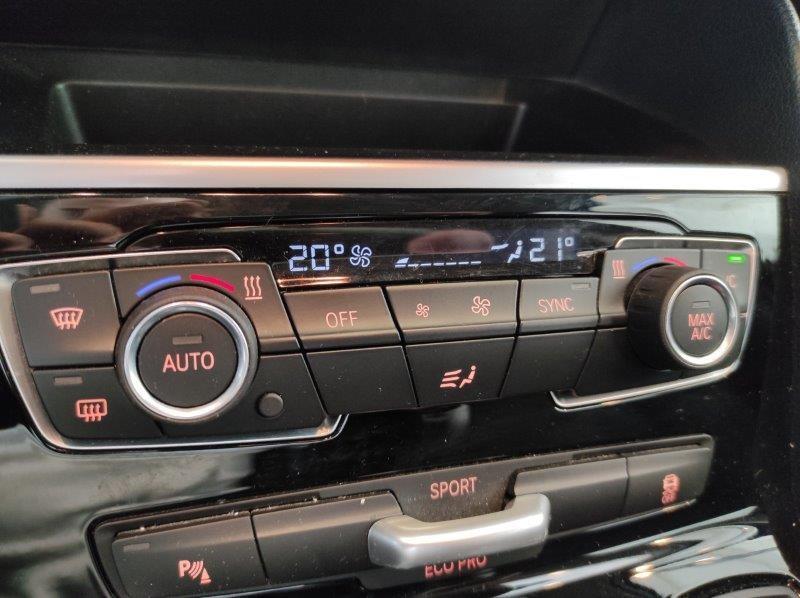 20° 21°
OFF
SYNC
AUTO
MAX
A/C
SPORT
P
ECO PRO